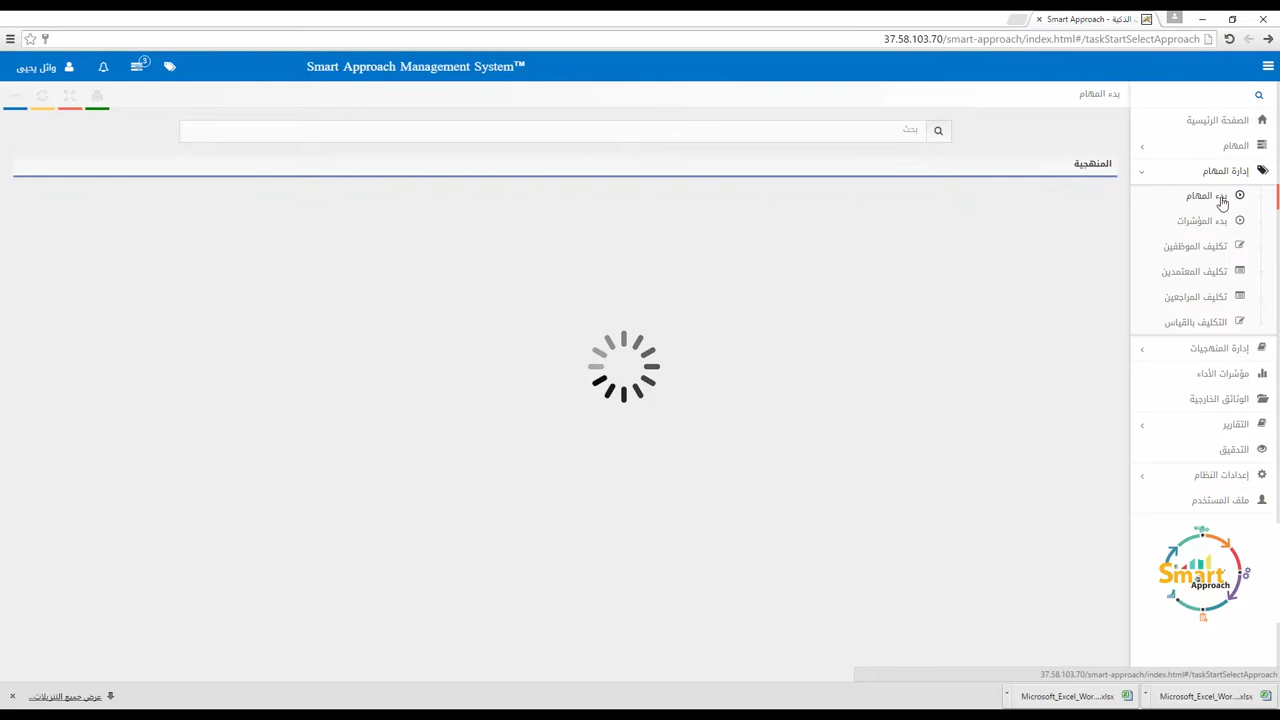 Smart Approach - الذكية
37.58.103.70/smart-approach/index.html#/taskStartSelectApproach
Smart Approach Management System™
3
وائل يحيى
بدء المهام
بحث
المنهجية
الصفحة الرئيسية
المهام
إدارة المهام
بدء المهام
بدء المؤشرات
تكليف الموظفين
تكليف المعتمدين
تكليف المراجعين
التكليف بالقياس
إدارة المنهجيات
مؤشرات الأداء
الوثائق الخارجية
التقارير
التدقيق
إعدادات النظام
ملف المستخدم
Smart
Approach
37.58.103.70/smart-approach/index.html#/taskStartSelectApproach
Microsoft_Excel_Wor....xlsx
Microsoft_Excel_Wor....xlsx
عرض جميع التنزيلات...